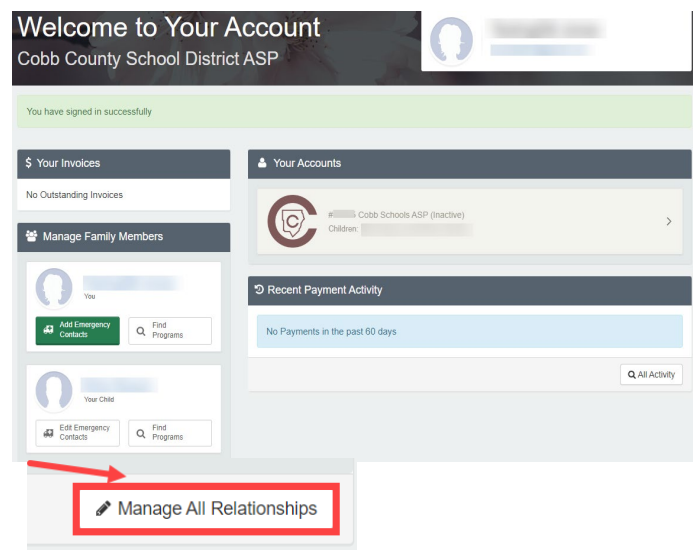 Welcome to Your Account
Cobb County School District ASP
You have signed in successfully
$ Your Invoices
No Outstanding Invoices
Manage Family Members
You
Add Emergency
Contacts
Find
Programs
Your Child
Edit Emergency
Contacts
Find
Programs
Your Accounts
C
# Cobb Schools ASP (Inactive)
Children:
Recent Payment Activity
No Payments in the past 60 days
All Activity
Manage All Relationships